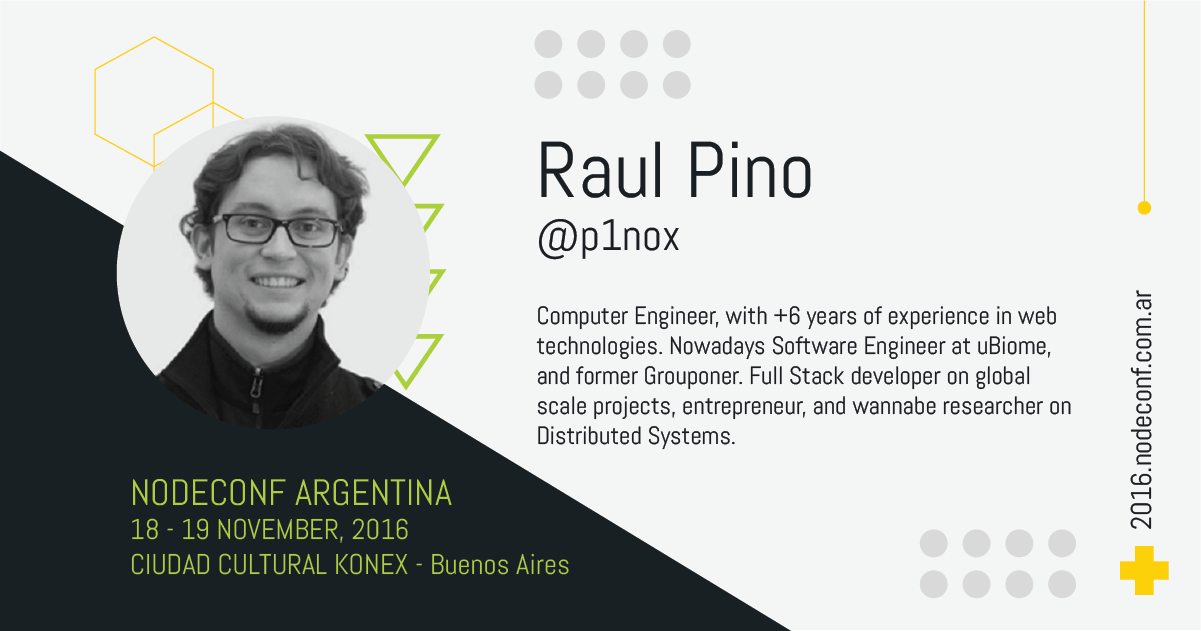 Raul Pino
@p1nox
Computer Engineer, with +6 years of experience in web
technologies. Nowadays Software Engineer at uBiome,
and former Grouponer. Full Stack developer on global
scale projects, entrepreneur, and wannabe researcher on
Distributed Systems.
NODECONF ARGENTINA
18 - 19 NOVEMBER, 2016
CIUDAD CULTURAL KONEX - Buenos Aires
2016.nodeconf.com.ar